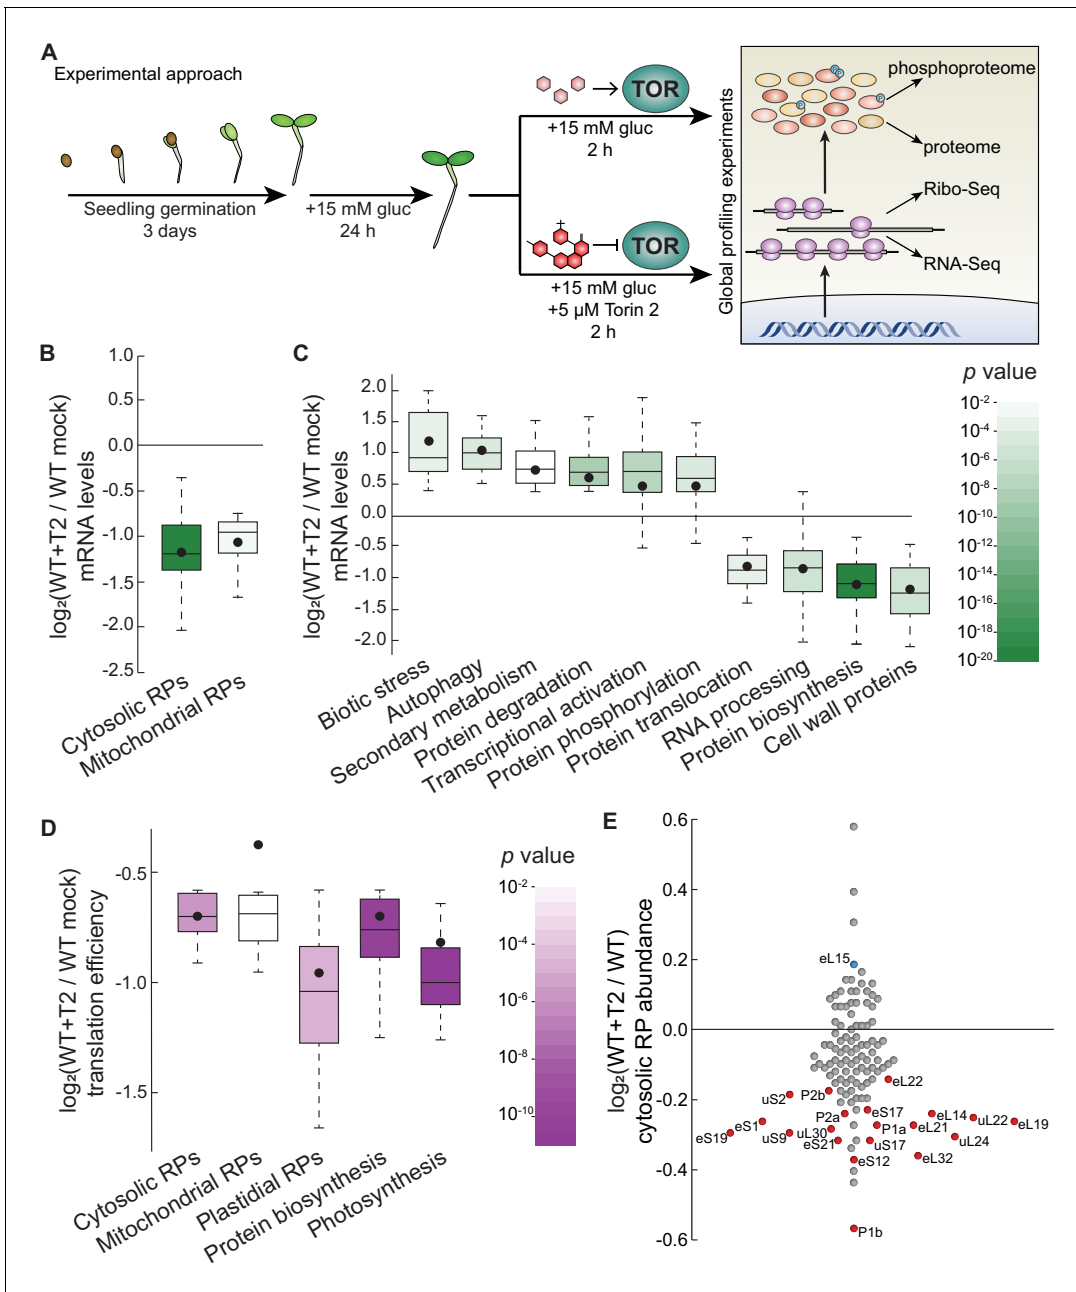 A
Experimental approach
Seedling germination
3 days
+15 mM gluc
24 h
TOR
+15 mM gluc
2 h
TOR
+15 mM gluc
+5 µM Torin 2
2 h
Global profiling experiments
P
P
P
P
phosphoproteome
proteome
Ribo-Seq
RNA-Seq
B
log₂(WT+T2 / WT mock)
mRNA levels
1.0
0.5
0.0
-0.5
-1.0
-1.5
-2.0
-2.5
Cytosolic RPs
Mitochondrial RPs
C
log₂(WT+T2 / WT mock)
mRNA levels
2.0
1.5
1.0
0.5
0.0
-0.5
-1.0
-1.5
-2.0
Biotic stress
Autophagy
Secondary metabolism
Protein degradation
Transcriptional activation
Protein phosphorylation
Protein translocation
RNA processing
Protein biosynthesis
Cell wall proteins
p value
10⁻²
10⁻⁴
10⁻⁶
10⁻⁸
10⁻¹⁰
10⁻¹²
10⁻¹⁴
10⁻¹⁶
10⁻¹⁸
10⁻²⁰
D
log₂(WT+T2 / WT mock)
translation efficiency
-0.5
-1.0
-1.5
Cytosolic RPs
Mitochondrial RPs
Plastidial RPs
Protein biosynthesis
Photosynthesis
p value
10⁻²
10⁻⁴
10⁻⁶
10⁻⁸
10⁻¹⁰
E
log₂(WT+T2 / WT)
cytosolic RP abundance
0.6
0.4
0.2
0.0
-0.2
-0.4
-0.6
eL15
eL22
uS2
P2b
P2a
eS17
eL14
uL22
eL19
eS19
eS1
uS9
uL30
eS21
P1a
uS17
eL21
uL24
eS12
eL32
P1b